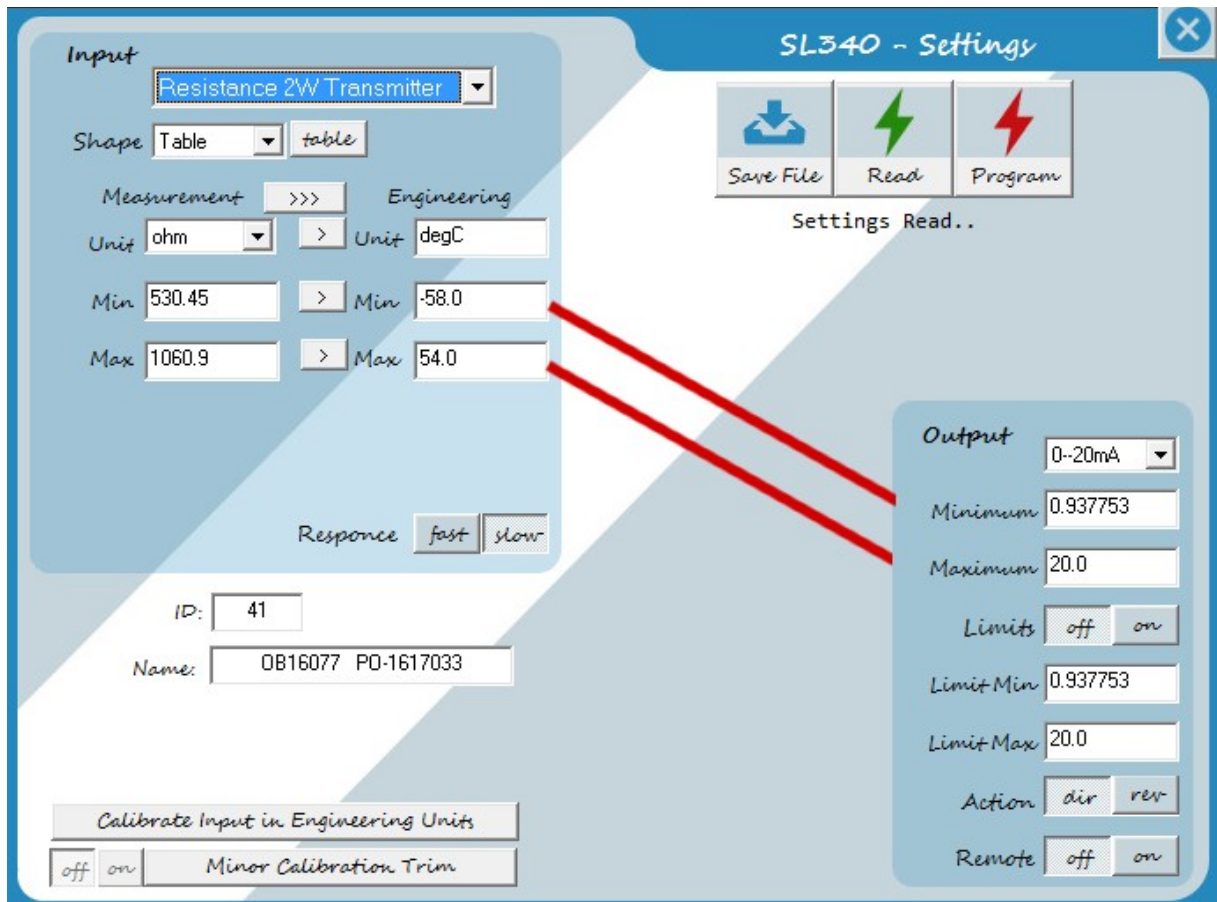 SL340 - Settings
Input
Resistance 2W Transmitter
Shape Table table
Measurement >>> Engineering
Unit ohm > Unit degC
Min 530.45 > Min -58.0
Max 1060.9 > Max 54.0
Responce fast slow
ID: 41
Name: OB16077 PO-1617033
Calibrate Input in Engineering Units
off on Minor Calibration Trim
Save File Read Program
Settings Read..
Output
0--20mA
Minimum 0.937753
Maximum 20.0
Limits off on
Limit Min 0.937753
Limit Max 20.0
Action dir rev
Remote off on